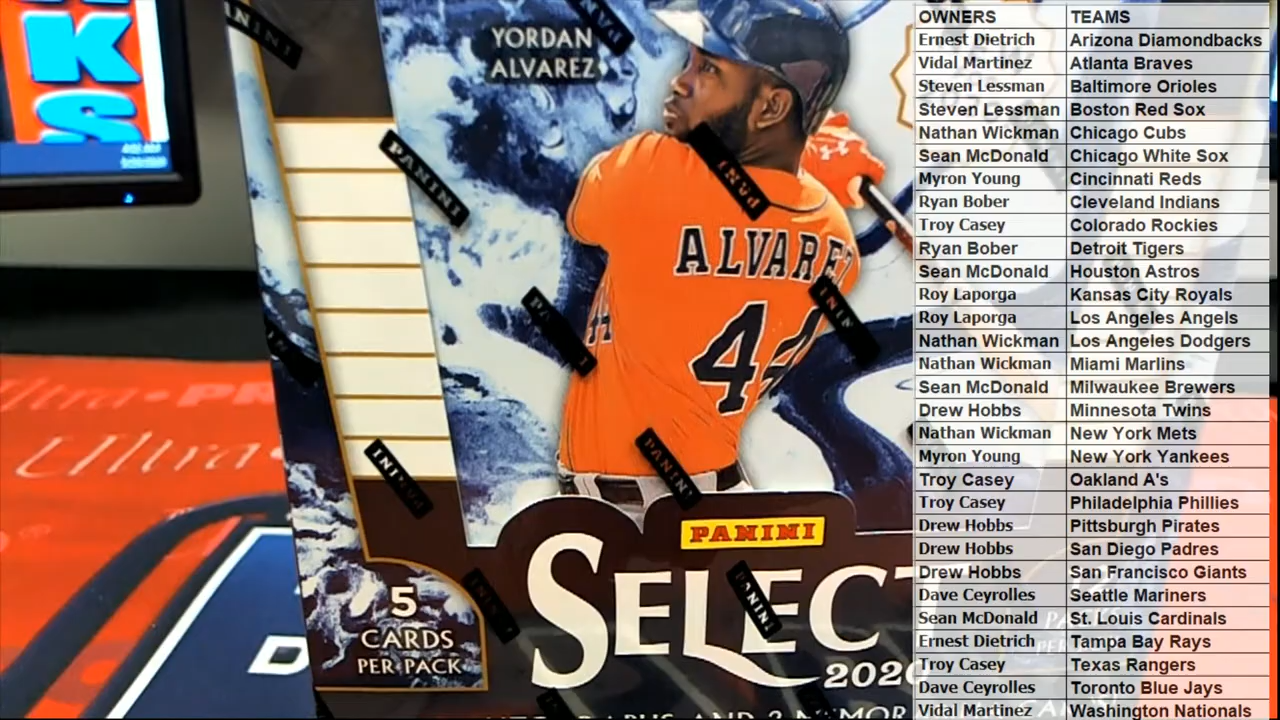 KS
YORDAN
ALVAREZ
PANINI
PANINI
PANINI
PANINI
PANINI
ALVAREZ
44
PANINI
SELECT
2020
5
CARDS
PER PACK
Ultra PRO
Ultra
D
OWNERS TEAMS
Ernest Dietrich Arizona Diamondbacks
Vidal Martinez Atlanta Braves
Steven Lessman Baltimore Orioles
Steven Lessman Boston Red Sox
Nathan Wickman Chicago Cubs
Sean McDonald Chicago White Sox
Myron Young Cincinnati Reds
Ryan Bober Cleveland Indians
Troy Casey Colorado Rockies
Ryan Bober Detroit Tigers
Sean McDonald Houston Astros
Roy Laporga Kansas City Royals
Roy Laporga Los Angeles Angels
Nathan Wickman Los Angeles Dodgers
Nathan Wickman Miami Marlins
Sean McDonald Milwaukee Brewers
Drew Hobbs Minnesota Twins
Nathan Wickman New York Mets
Myron Young New York Yankees
Troy Casey Oakland A's
Troy Casey Philadelphia Phillies
Drew Hobbs Pittsburgh Pirates
Drew Hobbs San Diego Padres
Drew Hobbs San Francisco Giants
Dave Ceyrolles Seattle Mariners
Sean McDonald St. Louis Cardinals
Ernest Dietrich Tampa Bay Rays
Troy Casey Texas Rangers
Dave Ceyrolles Toronto Blue Jays
Vidal Martinez Washington Nationals